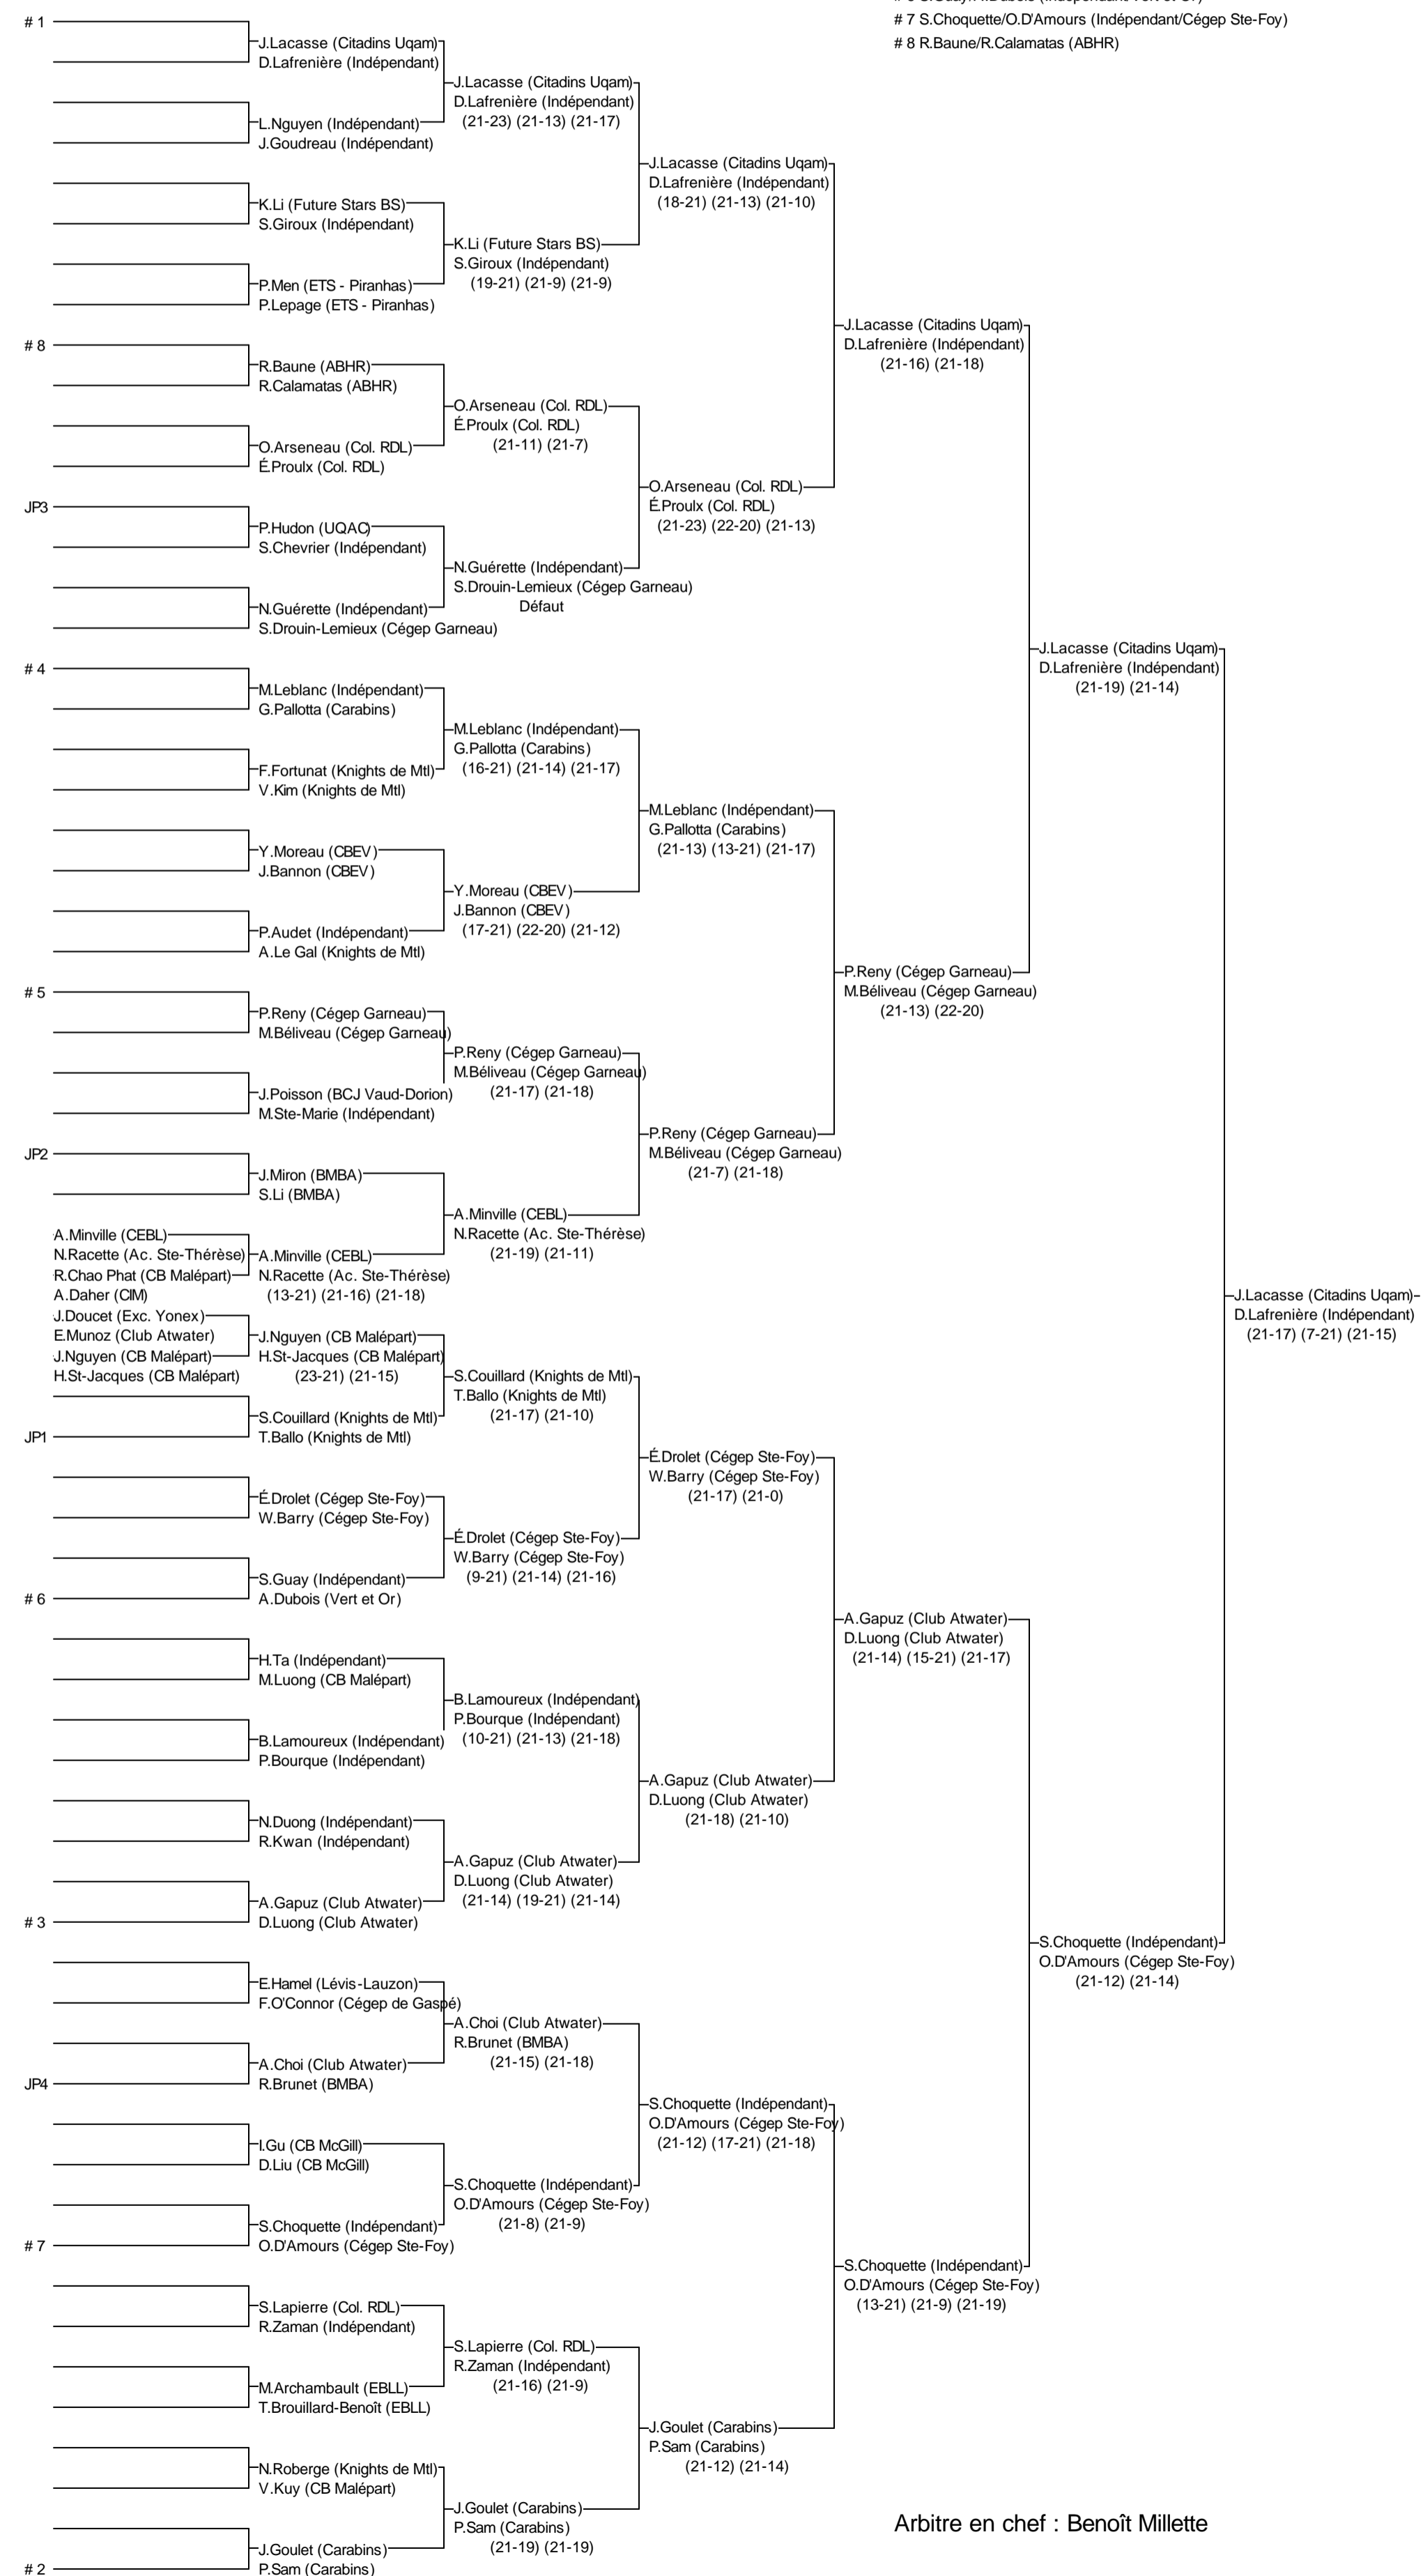 # 7 S.Choquette/O.D'Amours (Indépendant/Cégep Ste-Foy)
# 8 R.Baune/R.Calamatas (ABHR)
# 1
J.Lacasse (Citadins Uqam)
D.Lafrenière (Indépendant)
L.Nguyen (Indépendant)
J.Goudreau (Indépendant)
K.Li (Future Stars BS)
S.Giroux (Indépendant)
P.Men (ETS - Piranhas)
P.Lepage (ETS - Piranhas)
# 8
R.Baune (ABHR)
R.Calamatas (ABHR)
O.Arseneau (Col. RDL)
É.Proulx (Col. RDL)
JP3
P.Hudon (UQAC)
S.Chevrier (Indépendant)
N.Guérette (Indépendant)
S.Drouin-Lemieux (Cégep Garneau)
# 4
M.Leblanc (Indépendant)
G.Pallotta (Carabins)
F.Fortunat (Knights de Mtl)
V.Kim (Knights de Mtl)
Y.Moreau (CBEV)
J.Bannon (CBEV)
P.Audet (Indépendant)
A.Le Gal (Knights de Mtl)
# 5
P.Reny (Cégep Garneau)
M.Béliveau (Cégep Garneau)
J.Poisson (BCJ Vaud-Dorion)
M.Ste-Marie (Indépendant)
JP2
J.Miron (BMBA)
S.Li (BMBA)
A.Minville (CEBL)
N.Racette (Ac. Ste-Thérèse)
R.Chao Phat (CB Malépart)
A.Daher (CIM)
A.Minville (CEBL)
N.Racette (Ac. Ste-Thérèse)
(13-21) (21-16) (21-18)
J.Doucet (Exc. Yonex)
E.Munoz (Club Atwater)
J.Nguyen (CB Malépart)
H.St-Jacques (CB Malépart)
J.Nguyen (CB Malépart)
H.St-Jacques (CB Malépart)
(23-21) (21-15)
S.Couillard (Knights de Mtl)
T.Ballo (Knights de Mtl)
JP1
É.Drolet (Cégep Ste-Foy)
W.Barry (Cégep Ste-Foy)
S.Guay (Indépendant)
A.Dubois (Vert et Or)
# 6
H.Ta (Indépendant)
M.Luong (CB Malépart)
B.Lamoureux (Indépendant)
P.Bourque (Indépendant)
N.Duong (Indépendant)
R.Kwan (Indépendant)
A.Gapuz (Club Atwater)
D.Luong (Club Atwater)
# 3
E.Hamel (Lévis-Lauzon)
F.O'Connor (Cégep de Gaspé)
A.Choi (Club Atwater)
R.Brunet (BMBA)
JP4
I.Gu (CB McGill)
D.Liu (CB McGill)
S.Choquette (Indépendant)
O.D'Amours (Cégep Ste-Foy)
# 7
S.Lapierre (Col. RDL)
R.Zaman (Indépendant)
M.Archambault (EBLL)
T.Brouillard-Benoît (EBLL)
N.Roberge (Knights de Mtl)
V.Kuy (CB Malépart)
J.Goulet (Carabins)
P.Sam (Carabins)
# 2
J.Lacasse (Citadins Uqam)
D.Lafrenière (Indépendant)
(21-23) (21-13) (21-17)
K.Li (Future Stars BS)
S.Giroux (Indépendant)
(19-21) (21-9) (21-9)
O.Arseneau (Col. RDL)
É.Proulx (Col. RDL)
(21-11) (21-7)
N.Guérette (Indépendant)
S.Drouin-Lemieux (Cégep Garneau)
Défaut
M.Leblanc (Indépendant)
G.Pallotta (Carabins)
(16-21) (21-14) (21-17)
Y.Moreau (CBEV)
J.Bannon (CBEV)
(17-21) (22-20) (21-12)
P.Reny (Cégep Garneau)
M.Béliveau (Cégep Garneau)
(21-17) (21-18)
A.Minville (CEBL)
N.Racette (Ac. Ste-Thérèse)
(21-19) (21-11)
S.Couillard (Knights de Mtl)
T.Ballo (Knights de Mtl)
(21-17) (21-10)
É.Drolet (Cégep Ste-Foy)
W.Barry (Cégep Ste-Foy)
(9-21) (21-14) (21-16)
B.Lamoureux (Indépendant)
P.Bourque (Indépendant)
(10-21) (21-13) (21-18)
A.Gapuz (Club Atwater)
D.Luong (Club Atwater)
(21-14) (19-21) (21-14)
A.Choi (Club Atwater)
R.Brunet (BMBA)
(21-15) (21-18)
S.Choquette (Indépendant)
O.D'Amours (Cégep Ste-Foy)
(21-8) (21-9)
S.Lapierre (Col. RDL)
R.Zaman (Indépendant)
(21-16) (21-9)
J.Goulet (Carabins)
P.Sam (Carabins)
(21-19) (21-19)
J.Lacasse (Citadins Uqam)
D.Lafrenière (Indépendant)
(18-21) (21-13) (21-10)
O.Arseneau (Col. RDL)
É.Proulx (Col. RDL)
(21-23) (22-20) (21-13)
M.Leblanc (Indépendant)
G.Pallotta (Carabins)
(21-13) (13-21) (21-17)
P.Reny (Cégep Garneau)
M.Béliveau (Cégep Garneau)
(21-7) (21-18)
É.Drolet (Cégep Ste-Foy)
W.Barry (Cégep Ste-Foy)
(21-17) (21-0)
A.Gapuz (Club Atwater)
D.Luong (Club Atwater)
(21-18) (21-10)
S.Choquette (Indépendant)
O.D'Amours (Cégep Ste-Foy)
(21-12) (17-21) (21-18)
J.Goulet (Carabins)
P.Sam (Carabins)
(21-12) (21-14)
J.Lacasse (Citadins Uqam)
D.Lafrenière (Indépendant)
(21-16) (21-18)
P.Reny (Cégep Garneau)
M.Béliveau (Cégep Garneau)
(21-13) (22-20)
A.Gapuz (Club Atwater)
D.Luong (Club Atwater)
(21-14) (15-21) (21-17)
S.Choquette (Indépendant)
O.D'Amours (Cégep Ste-Foy)
(13-21) (21-9) (21-19)
J.Lacasse (Citadins Uqam)
D.Lafrenière (Indépendant)
(21-19) (21-14)
S.Choquette (Indépendant)
O.D'Amours (Cégep Ste-Foy)
(21-12) (21-14)
J.Lacasse (Citadins Uqam)
D.Lafrenière (Indépendant)
(21-17) (7-21) (21-15)
Arbitre en chef : Benoît Millette